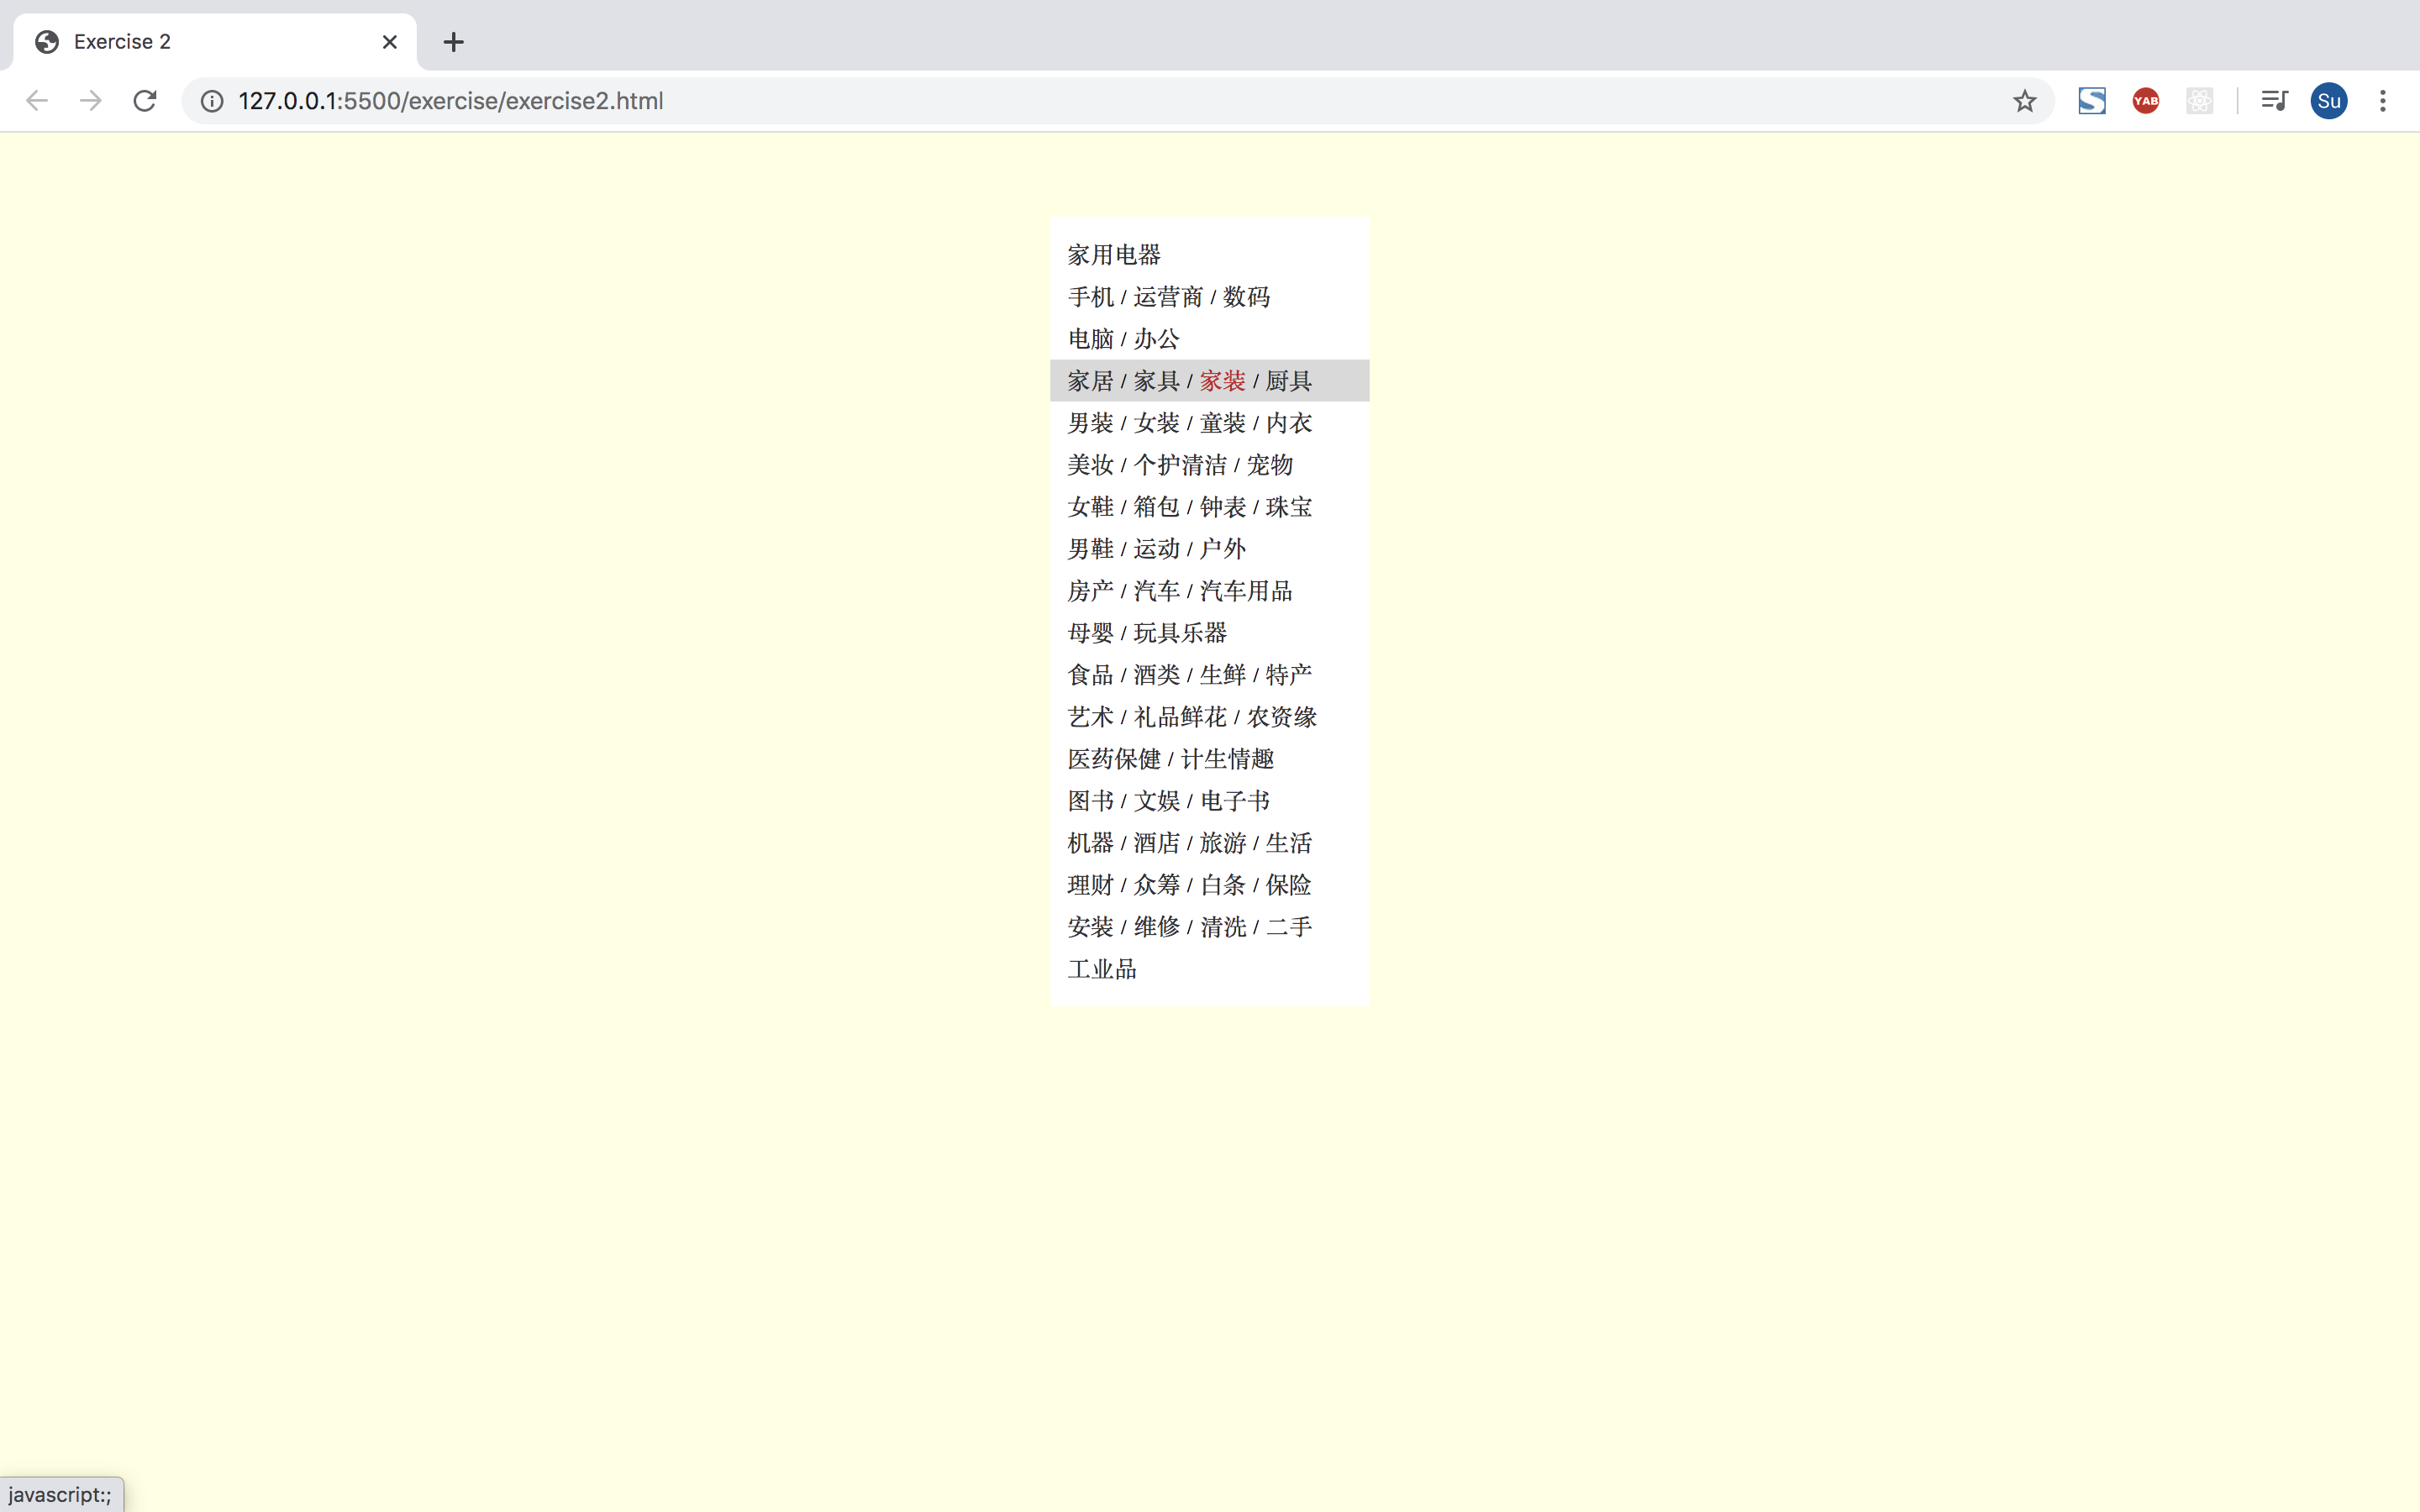 Exercise 2
127.0.0.1:5500/exercise/exercise2.html
YAB
Su
家用电器
手机 / 运营商 / 数码
电脑 / 办公
家居 / 家具 / 家装 / 厨具
男装 / 女装 / 童装 / 内衣
美妆 / 个护清洁 / 宠物
女鞋 / 箱包 / 钟表 / 珠宝
男鞋 / 运动 / 户外
房产 / 汽车 / 汽车用品
母婴 / 玩具乐器
食品 / 酒类 / 生鲜 / 特产
艺术 / 礼品鲜花 / 农资缘
医药保健 / 计生情趣
图书 / 文娱 / 电子书
机器 / 酒店 / 旅游 / 生活
理财 / 众筹 / 白条 / 保险
安装 / 维修 / 清洗 / 二手
工业品
javascript:;